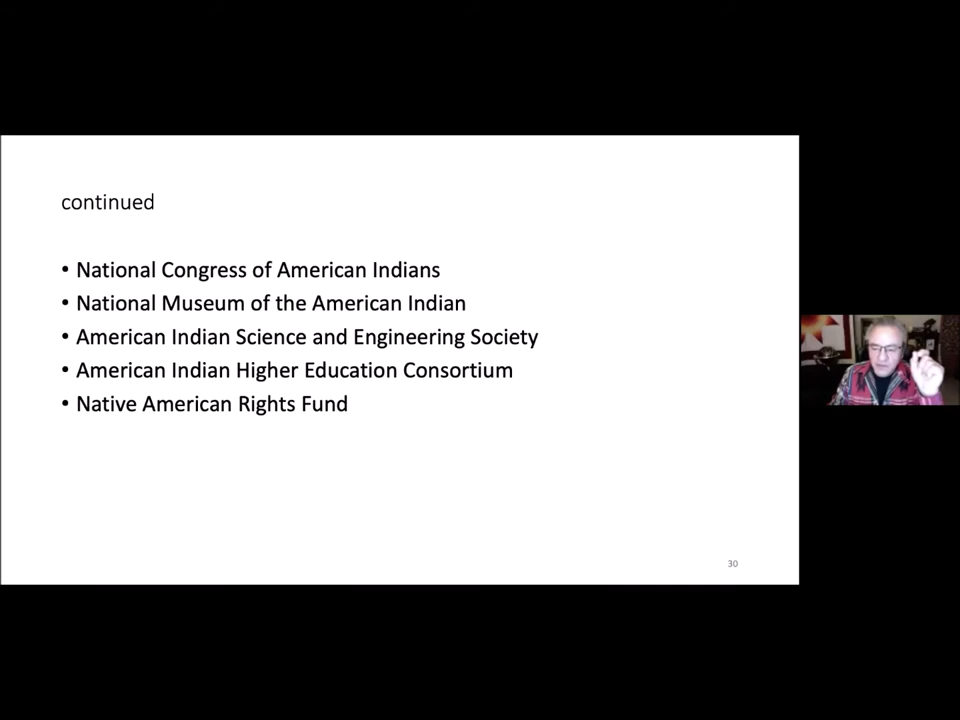 continued
• National Congress of American Indians
• National Museum of the American Indian
• American Indian Science and Engineering Society
• American Indian Higher Education Consortium
• Native American Rights Fund
30